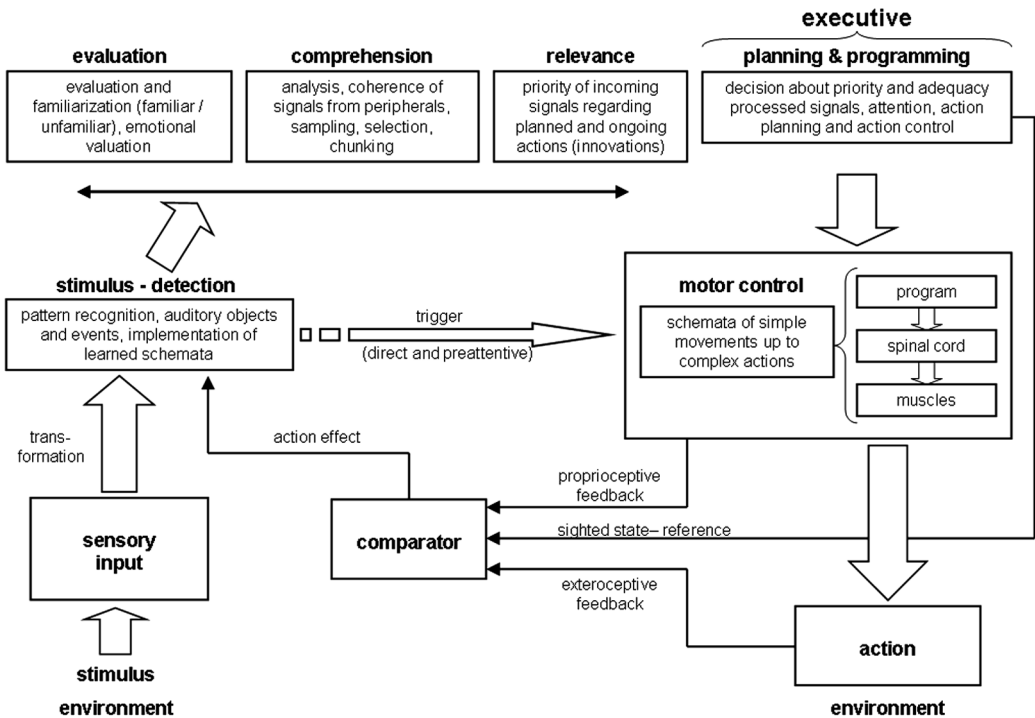 executive
evaluation
comprehension
relevance
planning & programming
evaluation and
familiarization (familiar /
unfamiliar), emotional
valuation
analysis, coherence of
signals from peripherals,
sampling, selection,
chunking
priority of incoming
signals regarding
planned and ongoing
actions (innovations)
decision about priority and adequacy
processed signals, attention, action
planning and action control
stimulus - detection
pattern recognition, auditory objects
and events, implementation of
learned schemata
trigger
(direct and preattentive)
motor control
schemata of simple
movements up to
complex actions
program
spinal cord
muscles
trans-
formation
action effect
proprioceptive
feedback
sensory
input
comparator
sighted state– reference
exteroceptive
feedback
action
stimulus
environment
environment